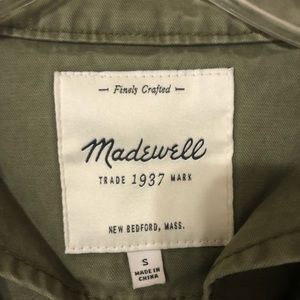 Finely Crafted
Madewell
TRADE 1937 MARK
NEW BEDFORD, MASS.
S
MADE IN
CHINA